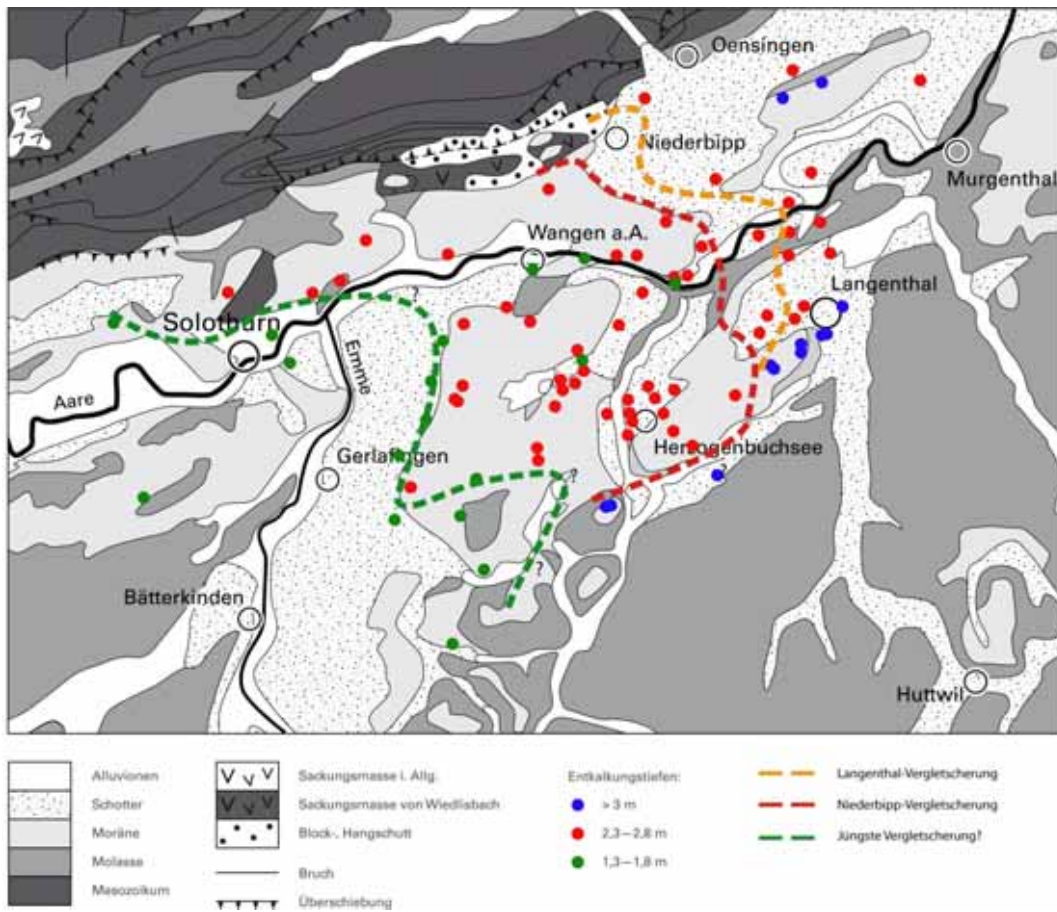 Oensingen
Niederbipp
Murgenthal
Wangen a.A.
Langenthal
?
Solothurn
Emme
Aare
Herzogenbuchsee
Gerlafingen
?
?
?
Bätterkinden
Huttwil
Alluvionen
Schotter
Moräne
Molasse
Mesozoikum
Sackungsmasse i. Allg.
Sackungsmasse von Wiedlisbach
Block-, Hangschutt
Bruch
Überschiebung
Entkalkungstiefen:
> 3 m
2,3—2,8 m
1,3—1,8 m
Langenthal-Vergletscherung
Niederbipp-Vergletscherung
Jüngste Vergletscherung?